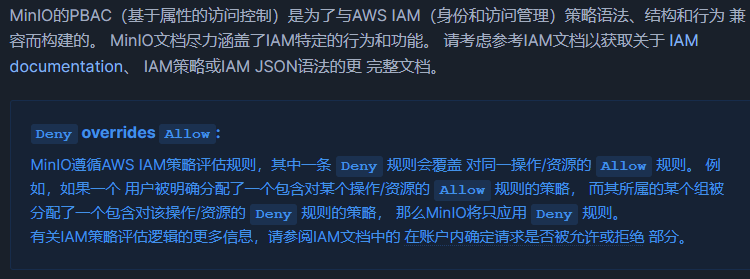 MinIO的PBAC（基于属性的访问控制）是为了与AWS IAM（身份和访问管理）策略语法、结构和行为 兼
容而构建的。 MinIO文档尽力涵盖了IAM特定的行为和功能。 请考虑参考IAM文档以获取关于 IAM
documentation、 IAM策略或IAM JSON语法的更 完整文档。
Deny overrides Allow:
MinIO遵循AWS IAM策略评估规则，其中一条 Deny 规则会覆盖 对同一操作/资源的 Allow 规则。 例
如，如果一个 用户被明确分配了一个包含对某个操作/资源的 Allow 规则的策略， 而其所属的某个组被
分配了一个包含对该操作/资源的 Deny 规则的策略， 那么MinIO将只应用 Deny 规则。
有关IAM策略评估逻辑的更多信息，请参阅IAM文档中的 在账户内确定请求是否被允许或拒绝 部分。